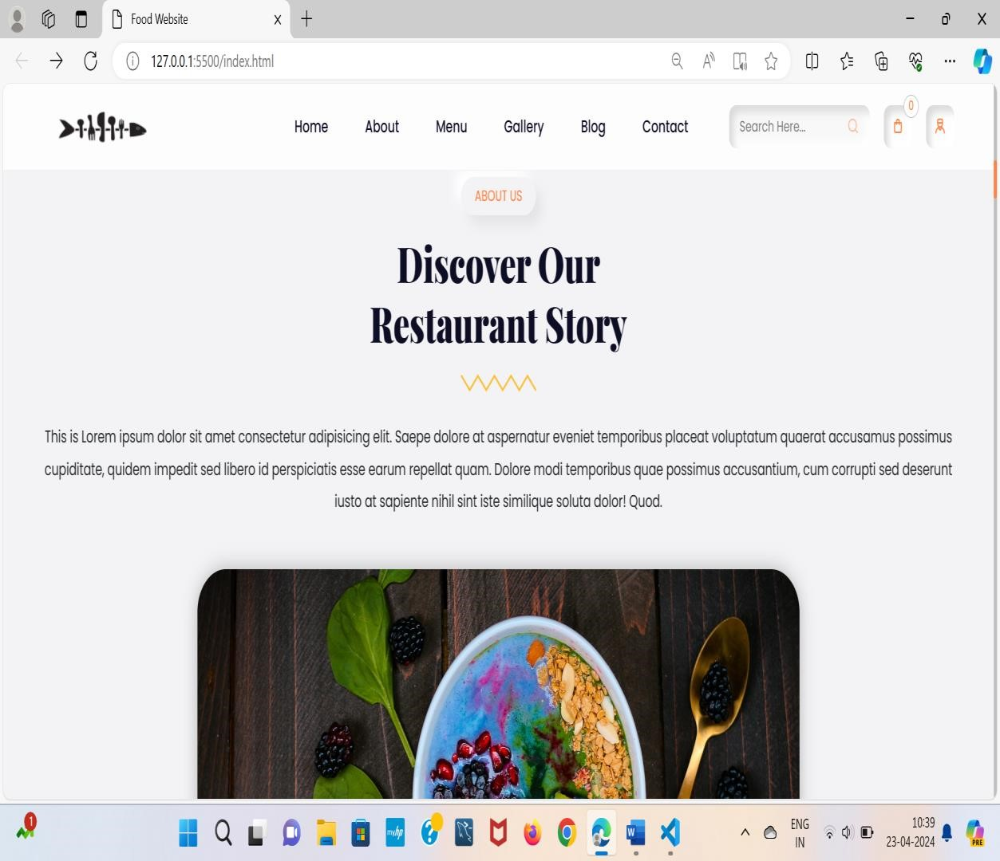 Food Website
127.0.0.1:5500/index.html
Home About Menu Gallery Blog Contact Search Here... 0
ABOUT US
Discover Our
Restaurant Story
This is Lorem ipsum dolor sit amet consectetur adipisicing elit. Saepe dolore at aspernatur eveniet temporibus placeat voluptatum quaerat accusamus possimus
cupiditate, quidem impedit sed libero id perspiciatis esse earum repellat quam. Dolore modi temporibus quae possimus accusantium, cum corrupti sed deserunt
iusto at sapiente nihil sint iste similique soluta dolor! Quod.
1
myhp
W
ENG
IN
10:39
23-04-2024
PRE